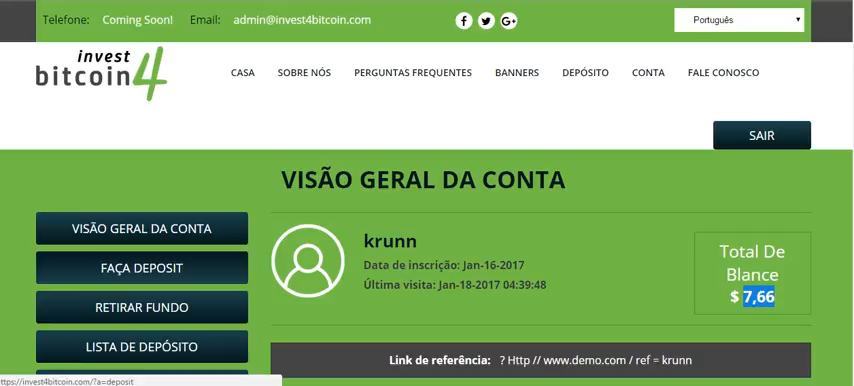 Telefone: Coming Soon! Email: admin@invest4bitcoin.com Português
invest
bitcoin4
CASA SOBRE NÓS PERGUNTAS FREQUENTES BANNERS DEPÓSITO CONTA FALE CONOSCO
SAIR
VISÃO GERAL DA CONTA
VISÃO GERAL DA CONTA
FAÇA DEPOSIT
RETIRAR FUNDO
LISTA DE DEPÓSITO
krunn
Data de inscrição: Jan-16-2017
Última visita: Jan-18-2017 04:39:48
Total De
Blance
$ 7,66
Link de referência: ? Http // www.demo.com / ref = krunn
ttps://invest4bitcoin.com/?a=deposit